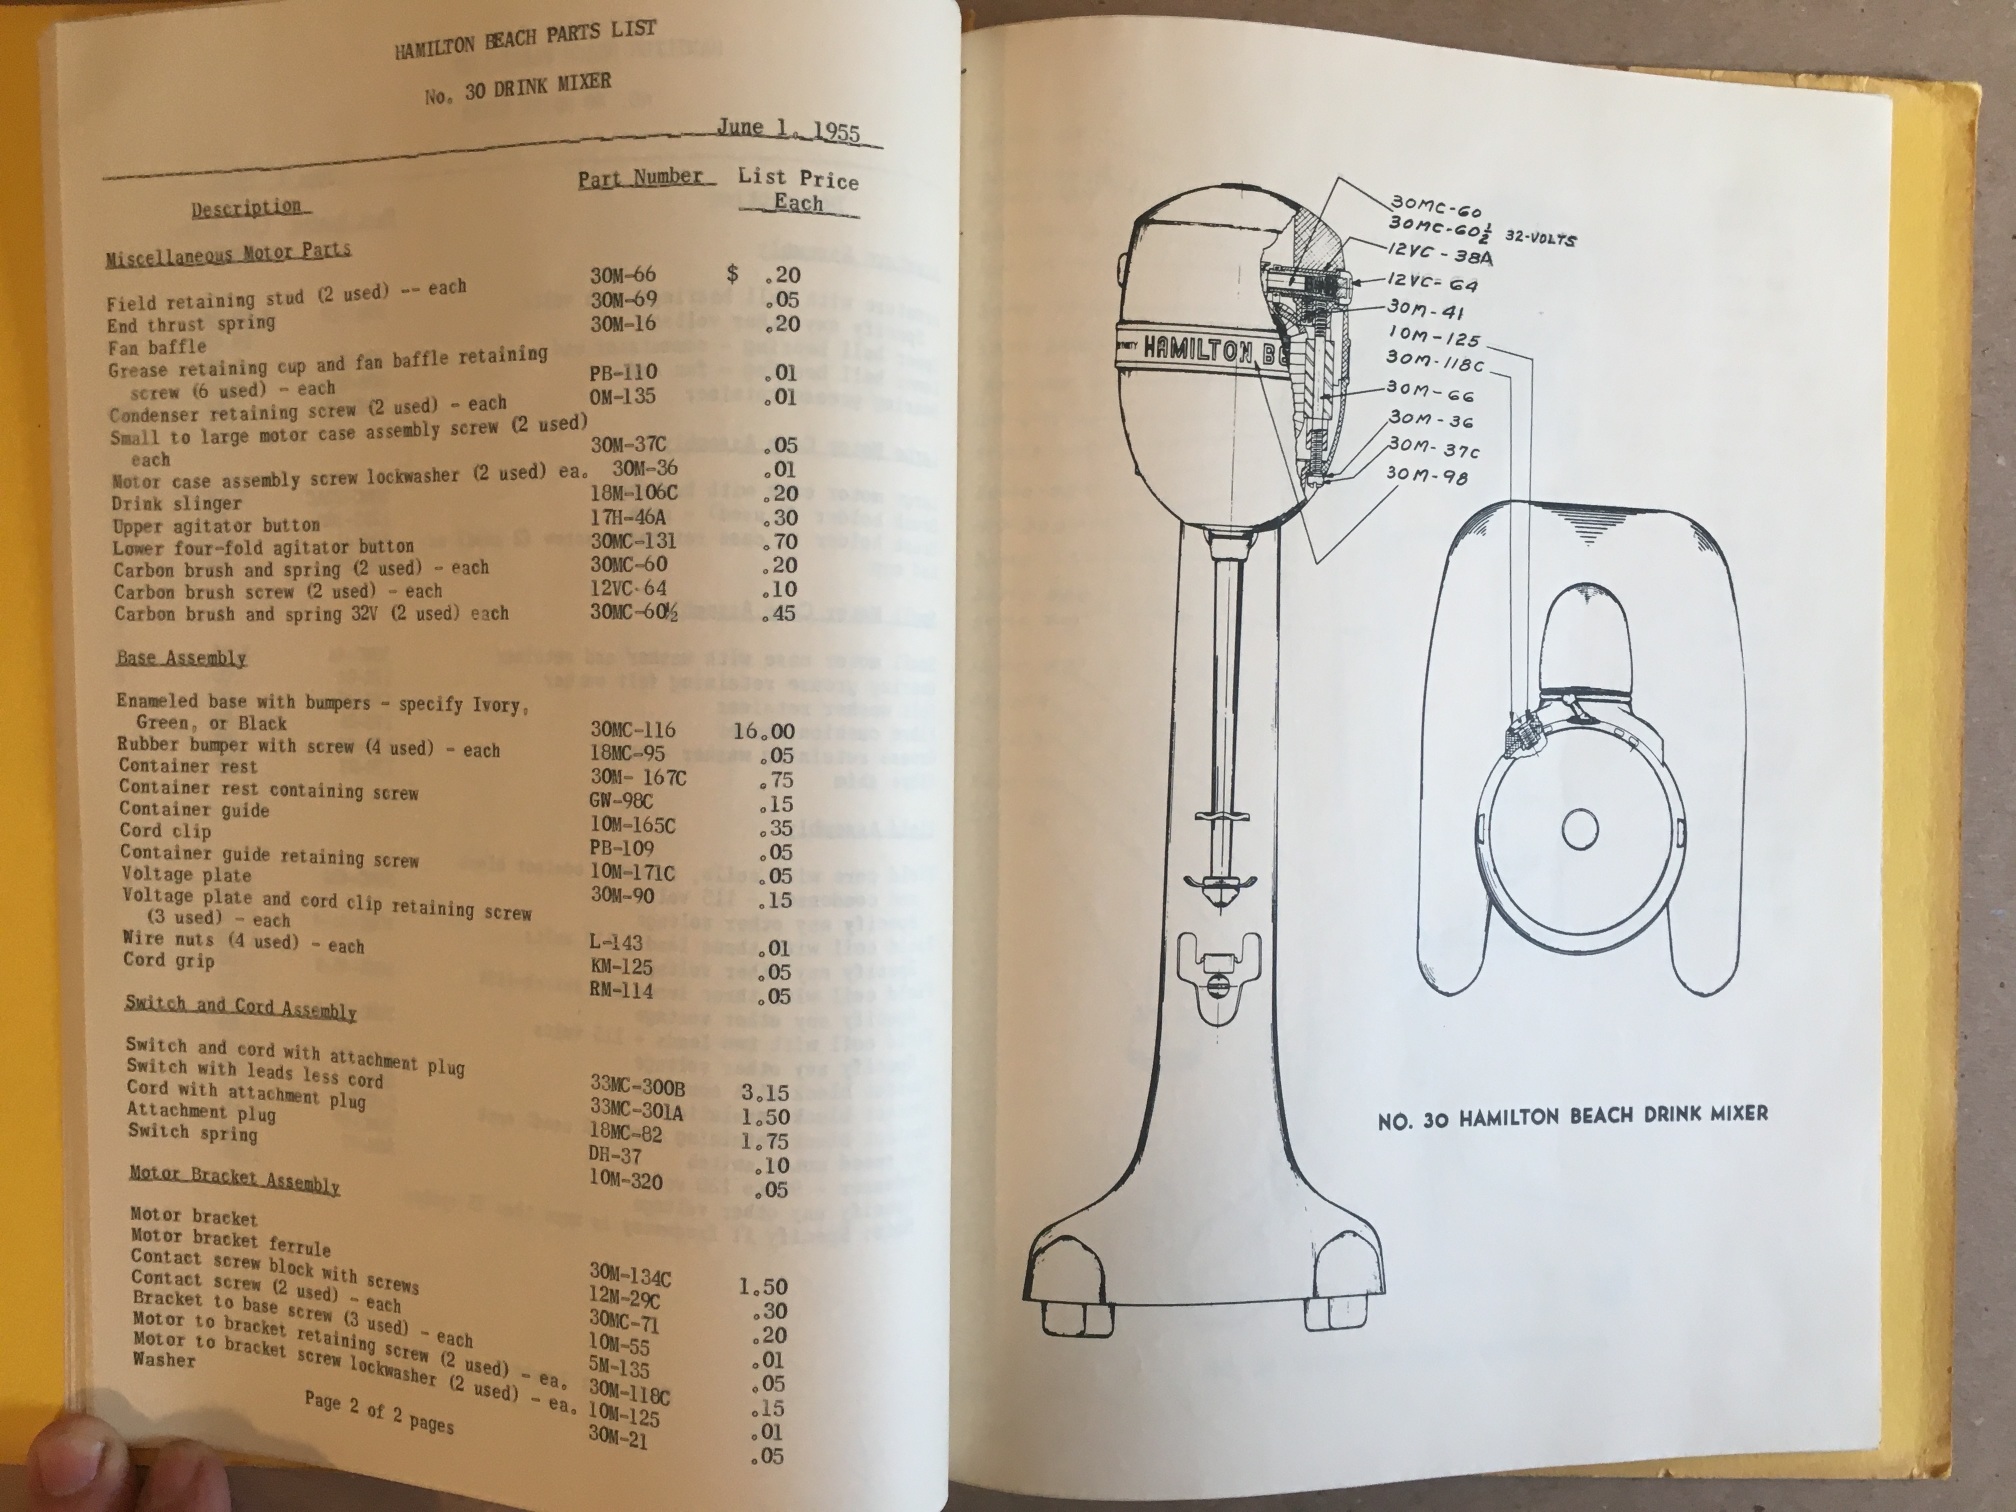 HAMILTON BEACH PARTS LIST
No. 30 DRINK MIXER
June 1, 1955
Description Part Number List Price
Each
Miscellaneous Motor Parts
Field retaining stud (2 used) -- each 30M-66 $ .20
End thrust spring 30M-69 .05
Fan baffle 30M-16 .20
Grease retaining cup and fan baffle retaining
screw (6 used) - each PB-110 .01
Condenser retaining screw (2 used) - each OM-135 .01
Small to large motor case assembly screw (2 used)
each 30M-37C .05
Motor case assembly screw lockwasher (2 used) ea. 30M-36 .01
Drink slinger 18M-106C .20
Upper agitator button 17H-46A .30
Lower four-fold agitator button 30MC-131 .70
Carbon brush and spring (2 used) - each 30MC-60 .20
Carbon brush screw (2 used) - each 12VC-64 .10
Carbon brush and spring 32V (2 used) each 30MC-60½ .45
Base Assembly
Enameled base with bumpers - specify Ivory,
Green, or Black 30MC-116 16.00
Rubber bumper with screw (4 used) - each 18MC-95 .05
Container rest 30M- 167C .75
Container rest containing screw GW-98C .15
Container guide 10M-165C .35
Cord clip PB-109 .05
Container guide retaining screw 10M-171C .05
Voltage plate 30M-90 .15
Voltage plate and cord clip retaining screw
(3 used) - each L-143 .01
Wire nuts (4 used) - each KM-125 .05
Cord grip RM-114 .05
Switch and Cord Assembly
Switch and cord with attachment plug 33MC-300B 3.15
Switch with leads less cord 33MC-301A 1.50
Cord with attachment plug 18MC-82 1.75
Attachment plug DH-37 .10
Switch spring 10M-320 .05
Motor Bracket Assembly
Motor bracket 30M-134C 1.50
Motor bracket ferrule 12M-29C .30
Contact screw block with screws 30MC-71 .20
Contact screw (2 used) - each 10M-55 .01
Bracket to base screw (3 used) - each 5M-135 .05
Motor to bracket retaining screw (2 used) - ea. 30M-118C .15
Motor to bracket screw lockwasher (2 used) - ea. 10M-125 .01
Washer 30M-21 .05
Page 2 of 2 pages
30MC-60
30MC-60½ 32-VOLTS
12VC-38A
12VC-64
30M-41
10M-125
30M-118C
30M-66
30M-36
30M-37C
30M-98
HAMILTON BE
NO. 30 HAMILTON BEACH DRINK MIXER